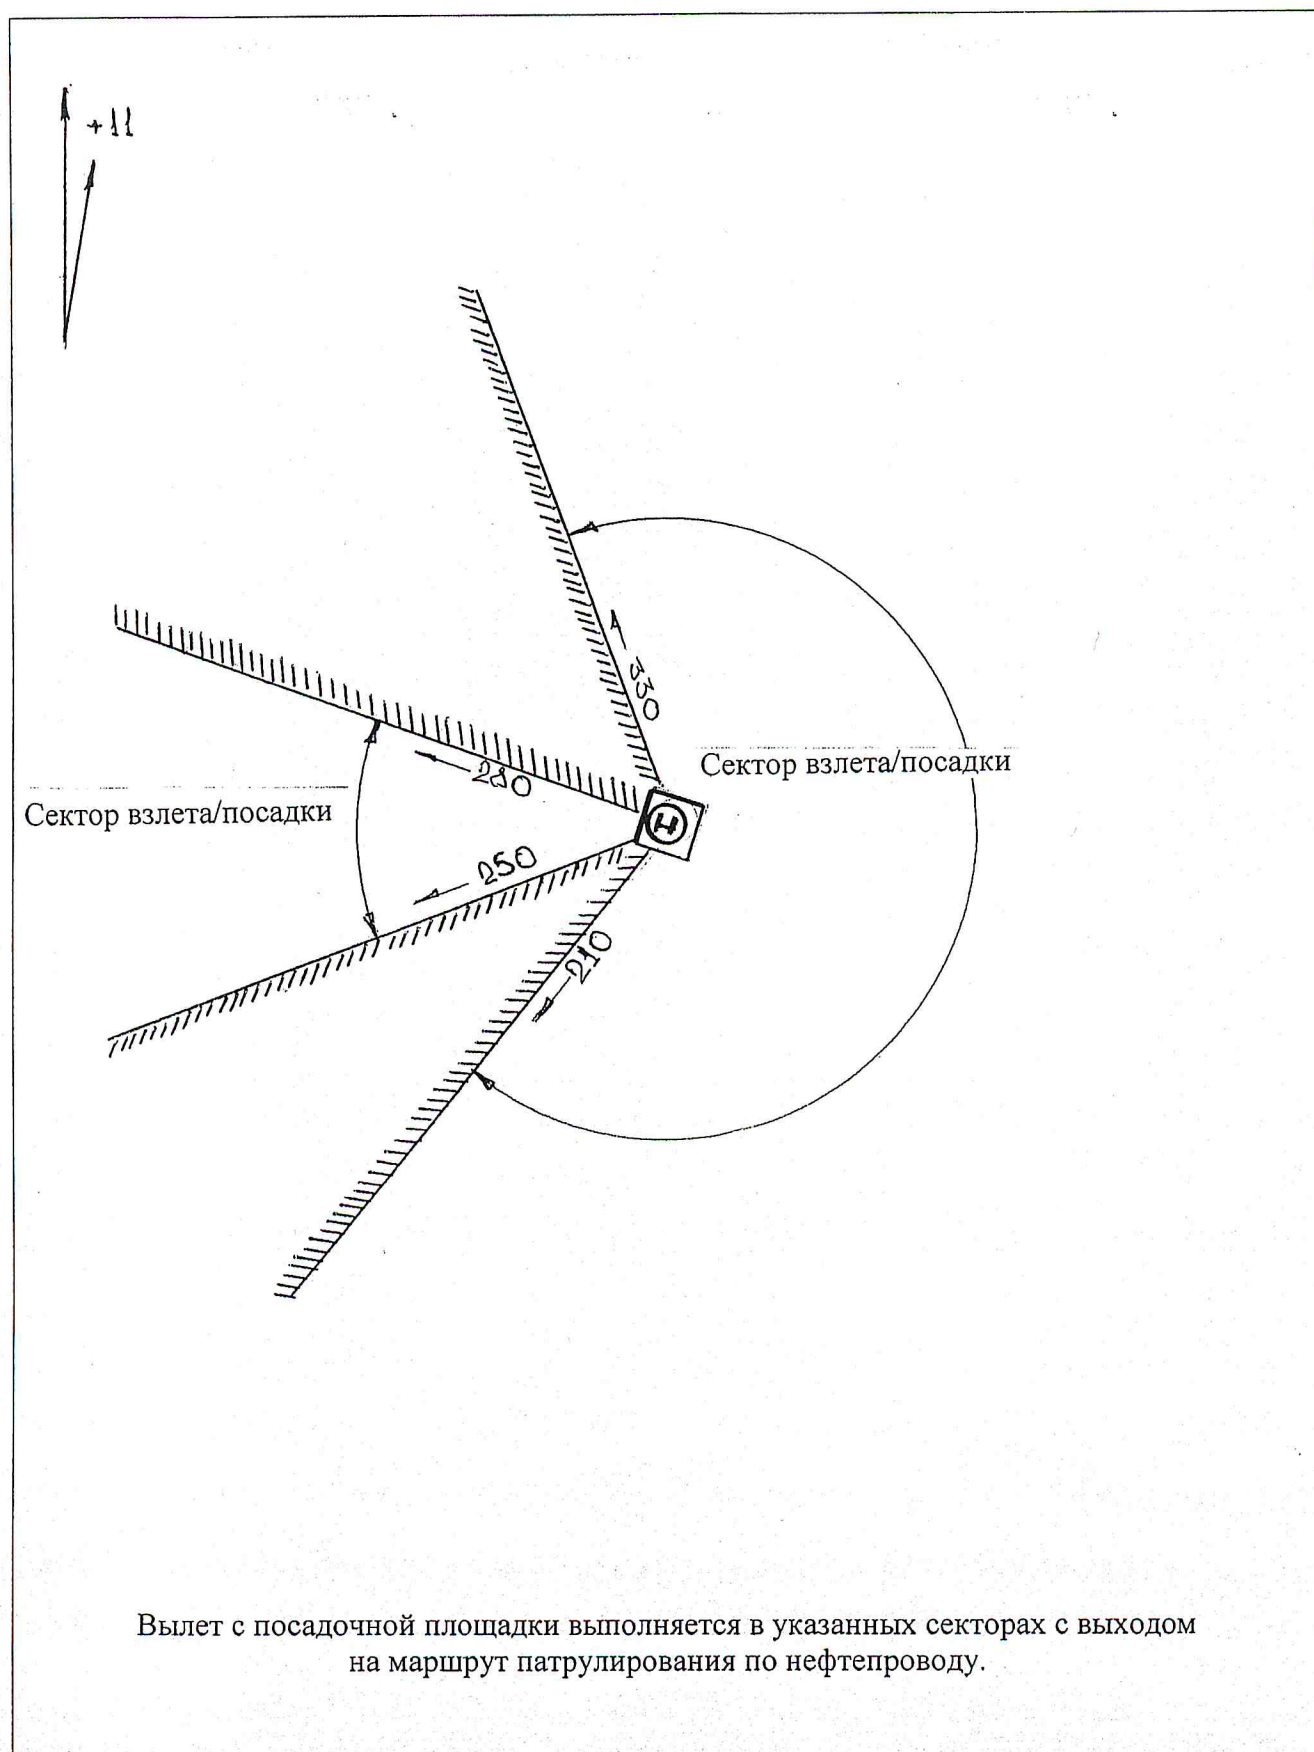 +11
330
Сектор взлета/посадки
280
Сектор взлета/посадки
250
210
H
Вылет с посадочной площадки выполняется в указанных секторах с выходом
на маршрут патрулирования по нефтепроводу.